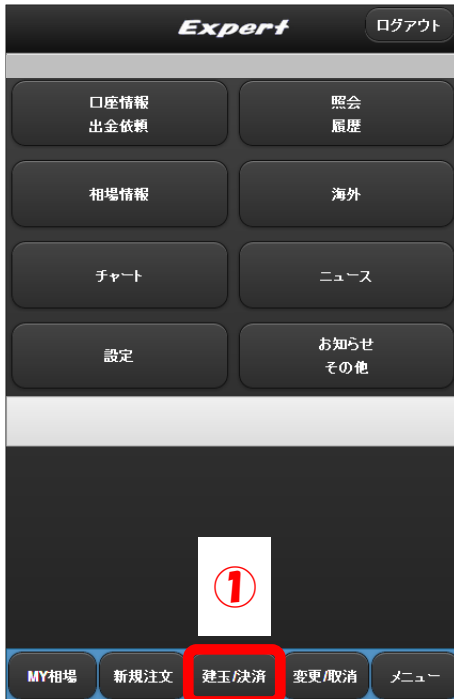 Expert
ログアウト
口座情報
出金依頼
照会
履歴
相場情報
海外
チャート
ニュース
設定
お知らせ
その他
①
MY相場
新規注文
建玉/決済
変更/取消
メニュー